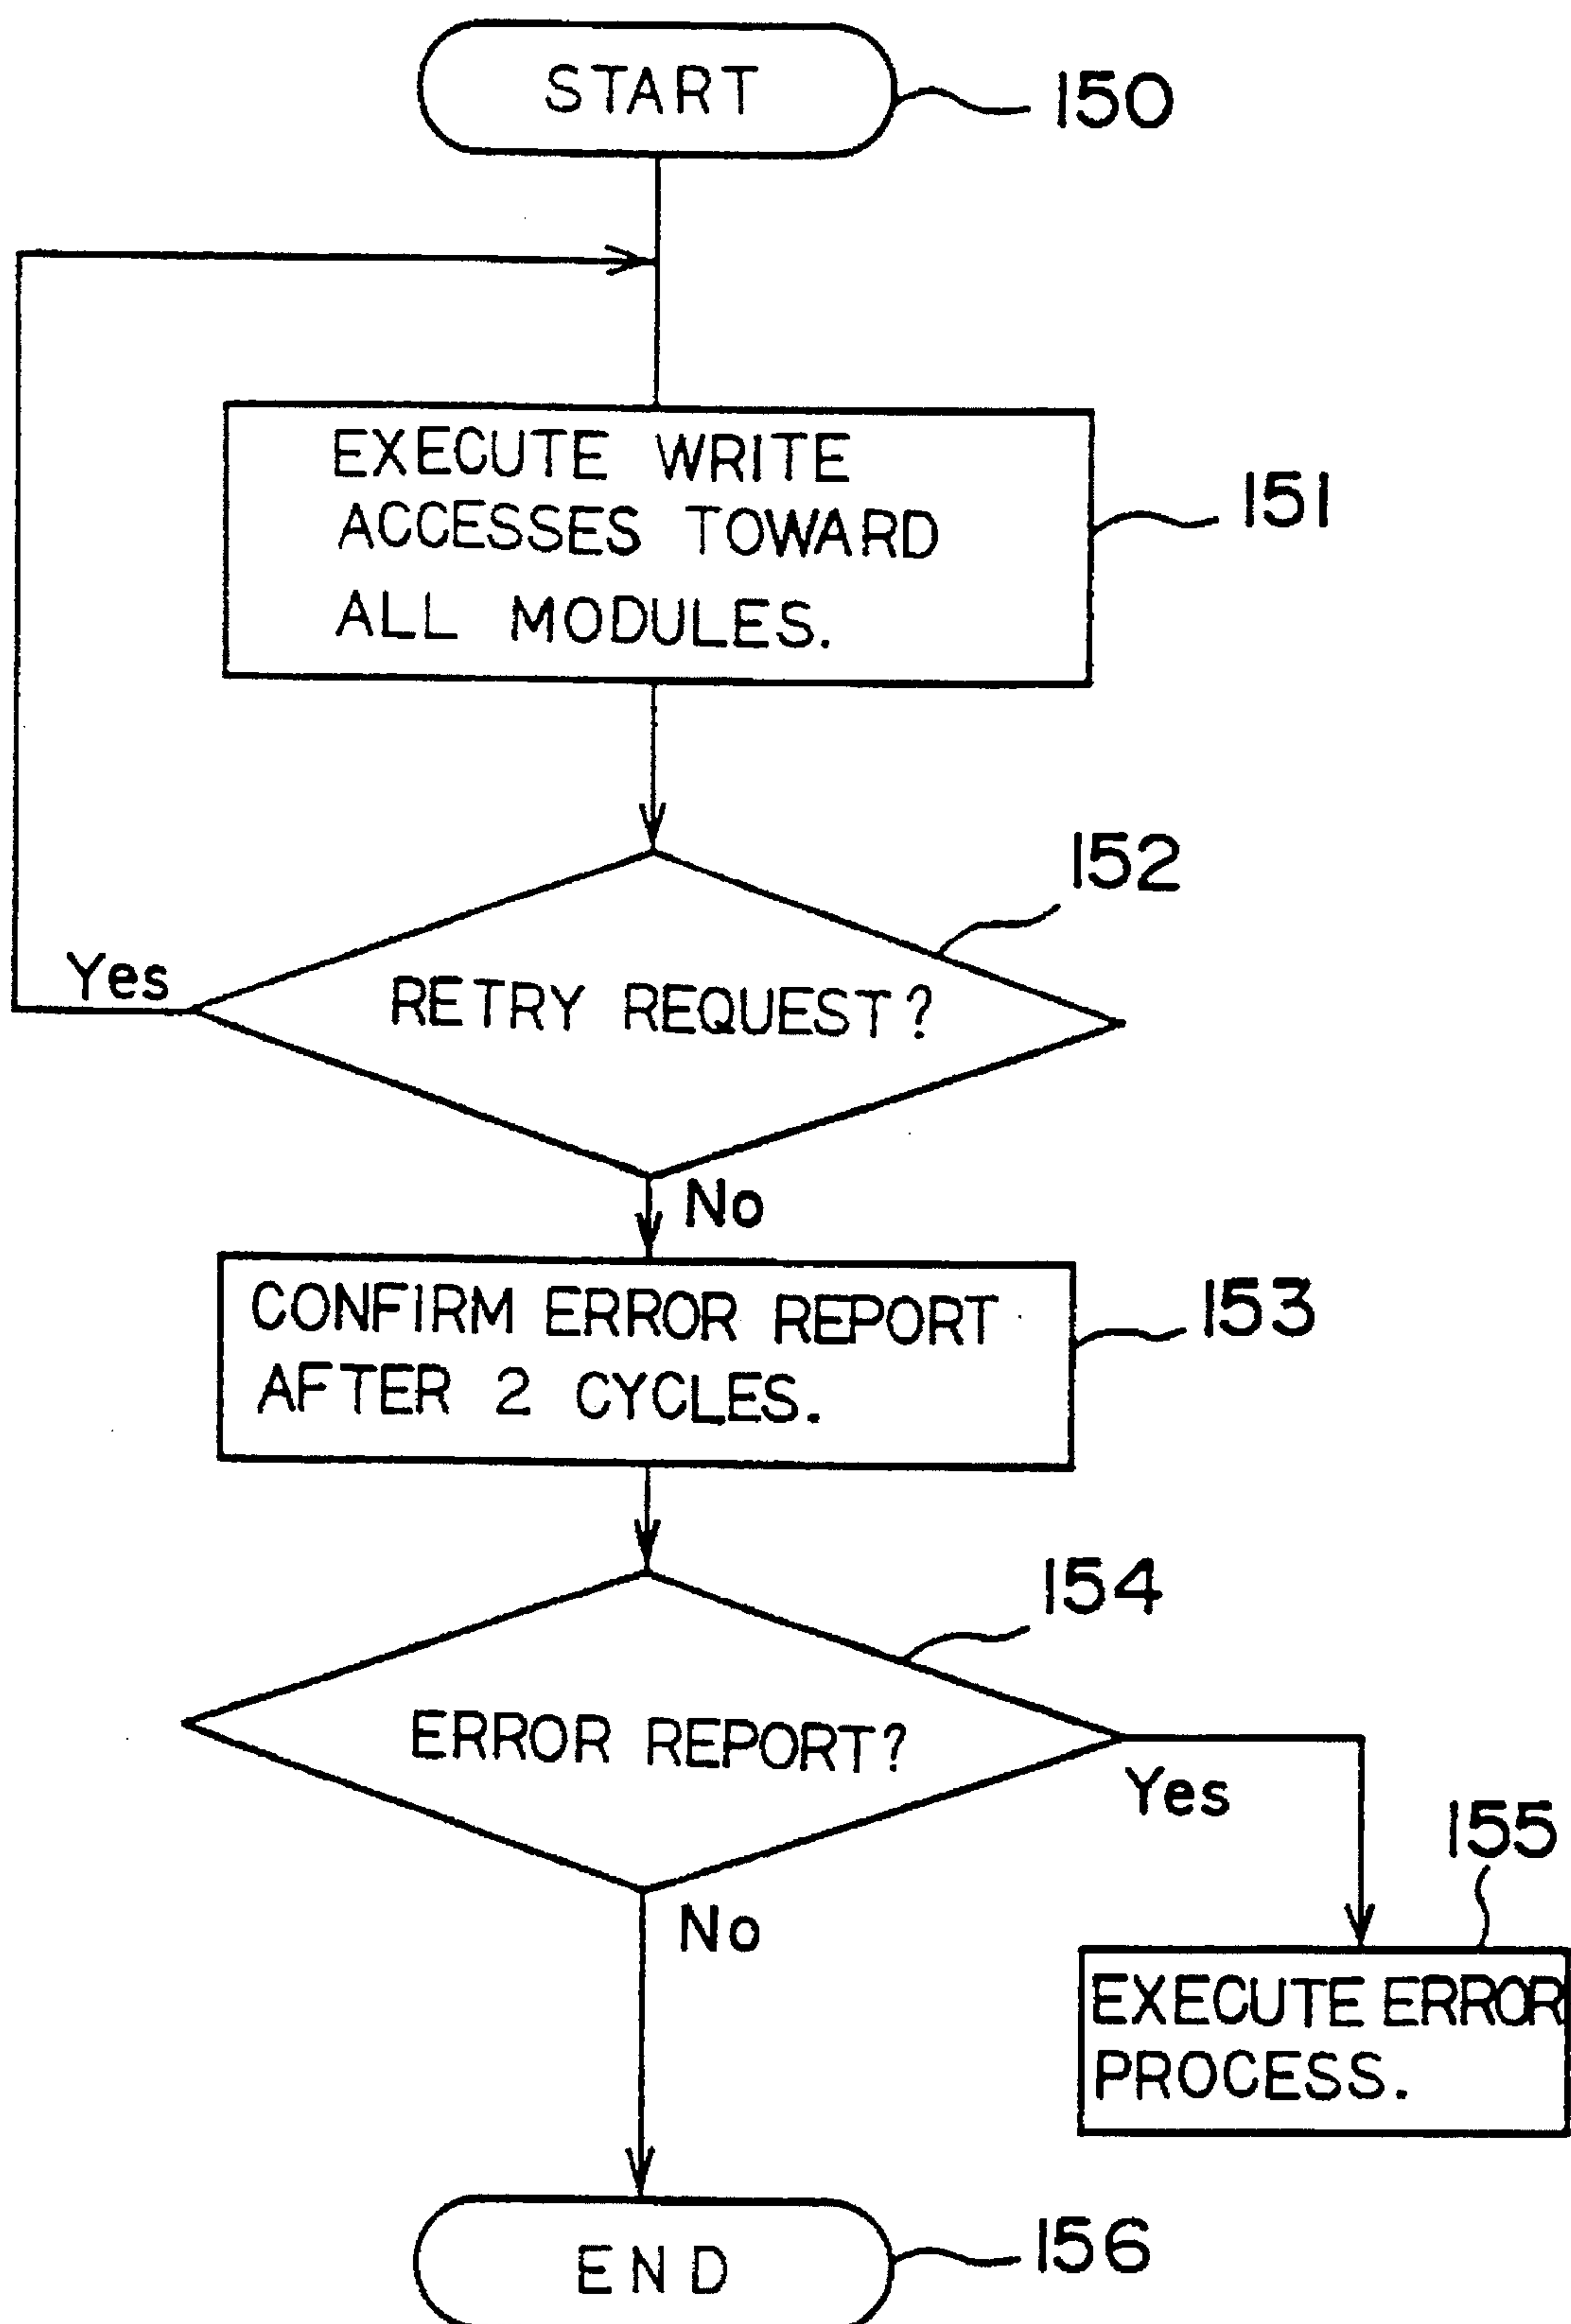 START
150
EXECUTE WRITE
ACCESSES TOWARD
ALL MODULES.
151
152
Yes
RETRY REQUEST?
No
CONFIRM ERROR REPORT
AFTER 2 CYCLES.
153
154
ERROR REPORT?
Yes
155
No
EXECUTE ERROR
PROCESS.
END
156